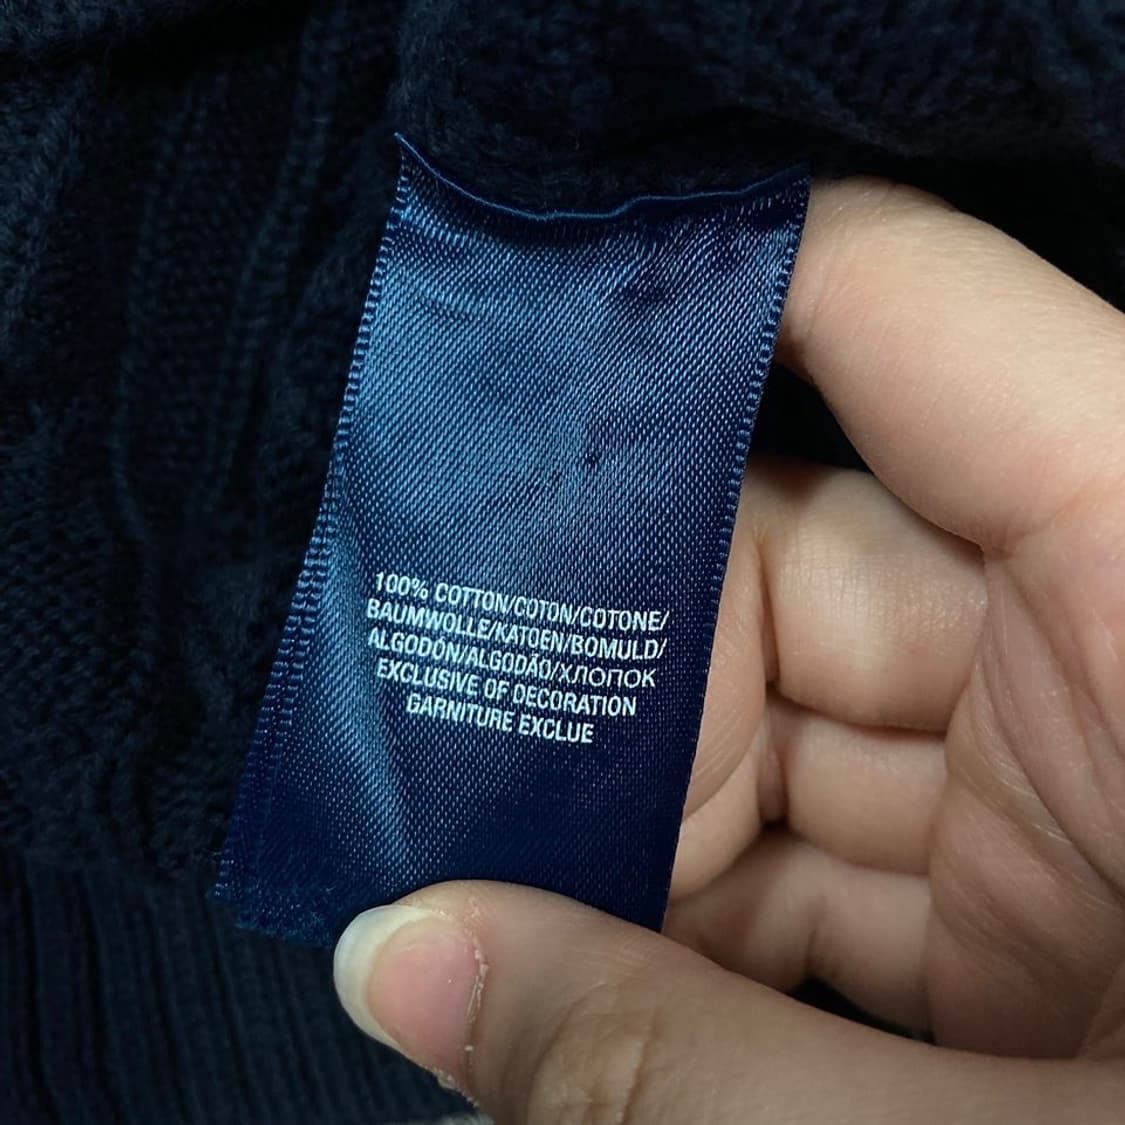 100% COTTON/COTON/COTONE/
BAUMWOLLE/KATOEN/BOMULD/
ALGODÓN/ALGODÃO/ХЛОПОК
EXCLUSIVE OF DECORATION
GARNITURE EXCLUE